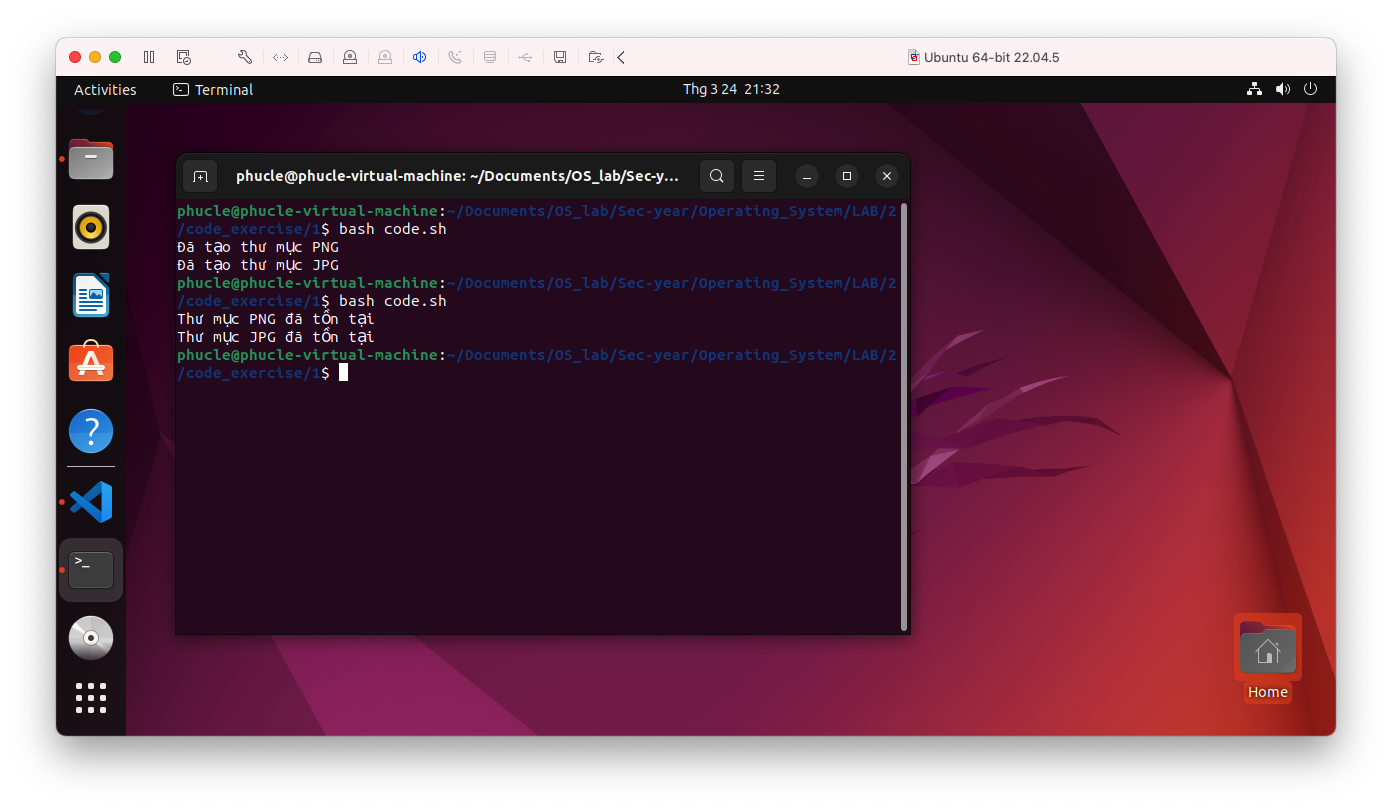 Ubuntu 64-bit 22.04.5
Activities
Terminal
Thg 3 24 21:32
phucle@phucle-virtual-machine: ~/Documents/OS_lab/Sec-y...
phucle@phucle-virtual-machine:~/Documents/OS_lab/Sec-year/Operating_System/LAB/2
/code_exercise/1$ bash code.sh
Đã tạo thư mục PNG
Đã tạo thư mục JPG
phucle@phucle-virtual-machine:~/Documents/OS_lab/Sec-year/Operating_System/LAB/2
/code_exercise/1$ bash code.sh
Thư mục PNG đã tồn tại
Thư mục JPG đã tồn tại
phucle@phucle-virtual-machine:~/Documents/OS_lab/Sec-year/Operating_System/LAB/2
/code_exercise/1$
Home